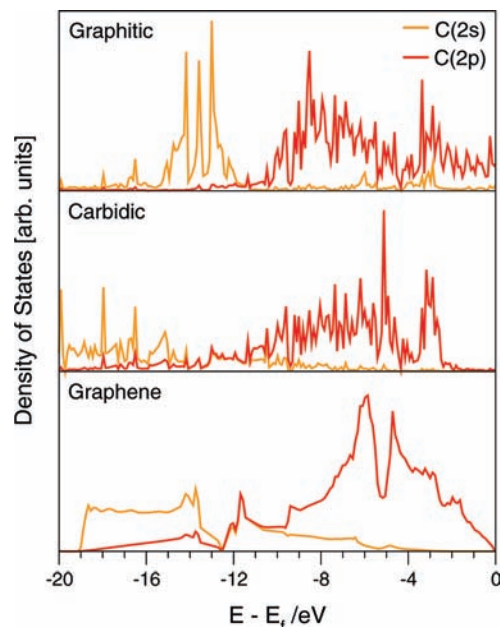 Graphitic
C(2s)
C(2p)
Carbidic
Graphene
Density of States [arb. units]
-20 -16 -12 -8 -4 0
E - Ef /eV